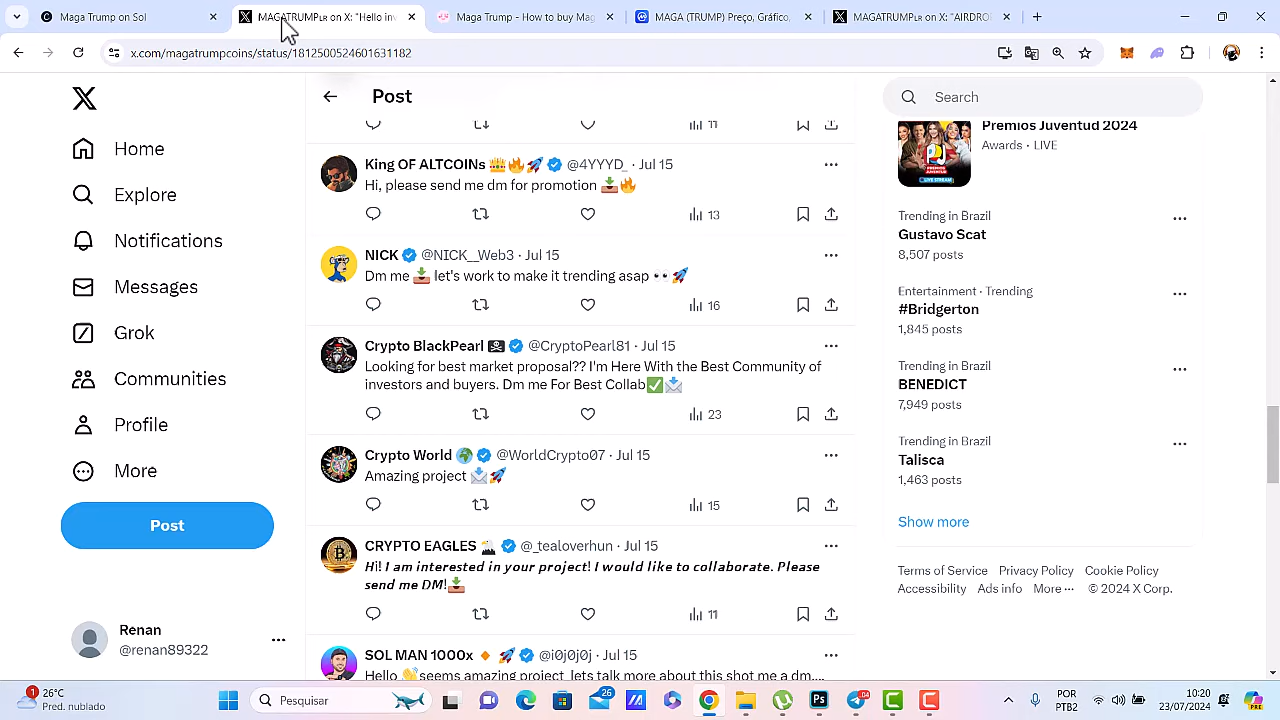 Maga Trump on Sol
MAGATRUMPLR on X: "Hello inv
Maga Trump - How to buy Mag
MAGA (TRUMP) Preço, Gráfico
MAGATRUMPLR on X: "AIRDRO
x.com/magatrumpcoins/status/1812500524601631182
Post
Search
Home
Explore
Notifications
Messages
Grok
Communities
Profile
More
Post
Renan
@renan89322
11
King OF ALTCOINs 👑🔥🚀 @4YYYD_ · Jul 15
Hi, please send me dm for promotion 📥🔥
13
NICK @NICK__Web3 · Jul 15
Dm me 📥 let's work to make it trending asap 👀🚀
16
Crypto BlackPearl 🏴‍☠️ @CryptoPearl81 · Jul 15
Looking for best market proposal?? I'm Here With the Best Community of
investors and buyers. Dm me For Best Collab✅📩
23
Crypto World 🌍 @WorldCrypto07 · Jul 15
Amazing project 📩🚀
15
CRYPTO EAGLES 🦅 @_tealoverhun · Jul 15
Hi! I am interested in your project! I would like to collaborate. Please
send me DM!📥
11
SOL MAN 1000x 🔸 🚀 @i0j0j0j · Jul 15
Hello 👋seems amazing project, lets talk more about this shot me a dm....
Premios Juventud 2024
Awards · LIVE
Trending in Brazil
Gustavo Scat
8,507 posts
Entertainment · Trending
#Bridgerton
1,845 posts
Trending in Brazil
BENEDICT
7,949 posts
Trending in Brazil
Talisca
1,463 posts
Show more
Terms of Service Privacy Policy Cookie Policy
Accessibility Ads info More ··· © 2024 X Corp.
1
26°C
Pred. nublado
Pesquisar
26
04
POR
PTB2
10:20
23/07/2024
PRE